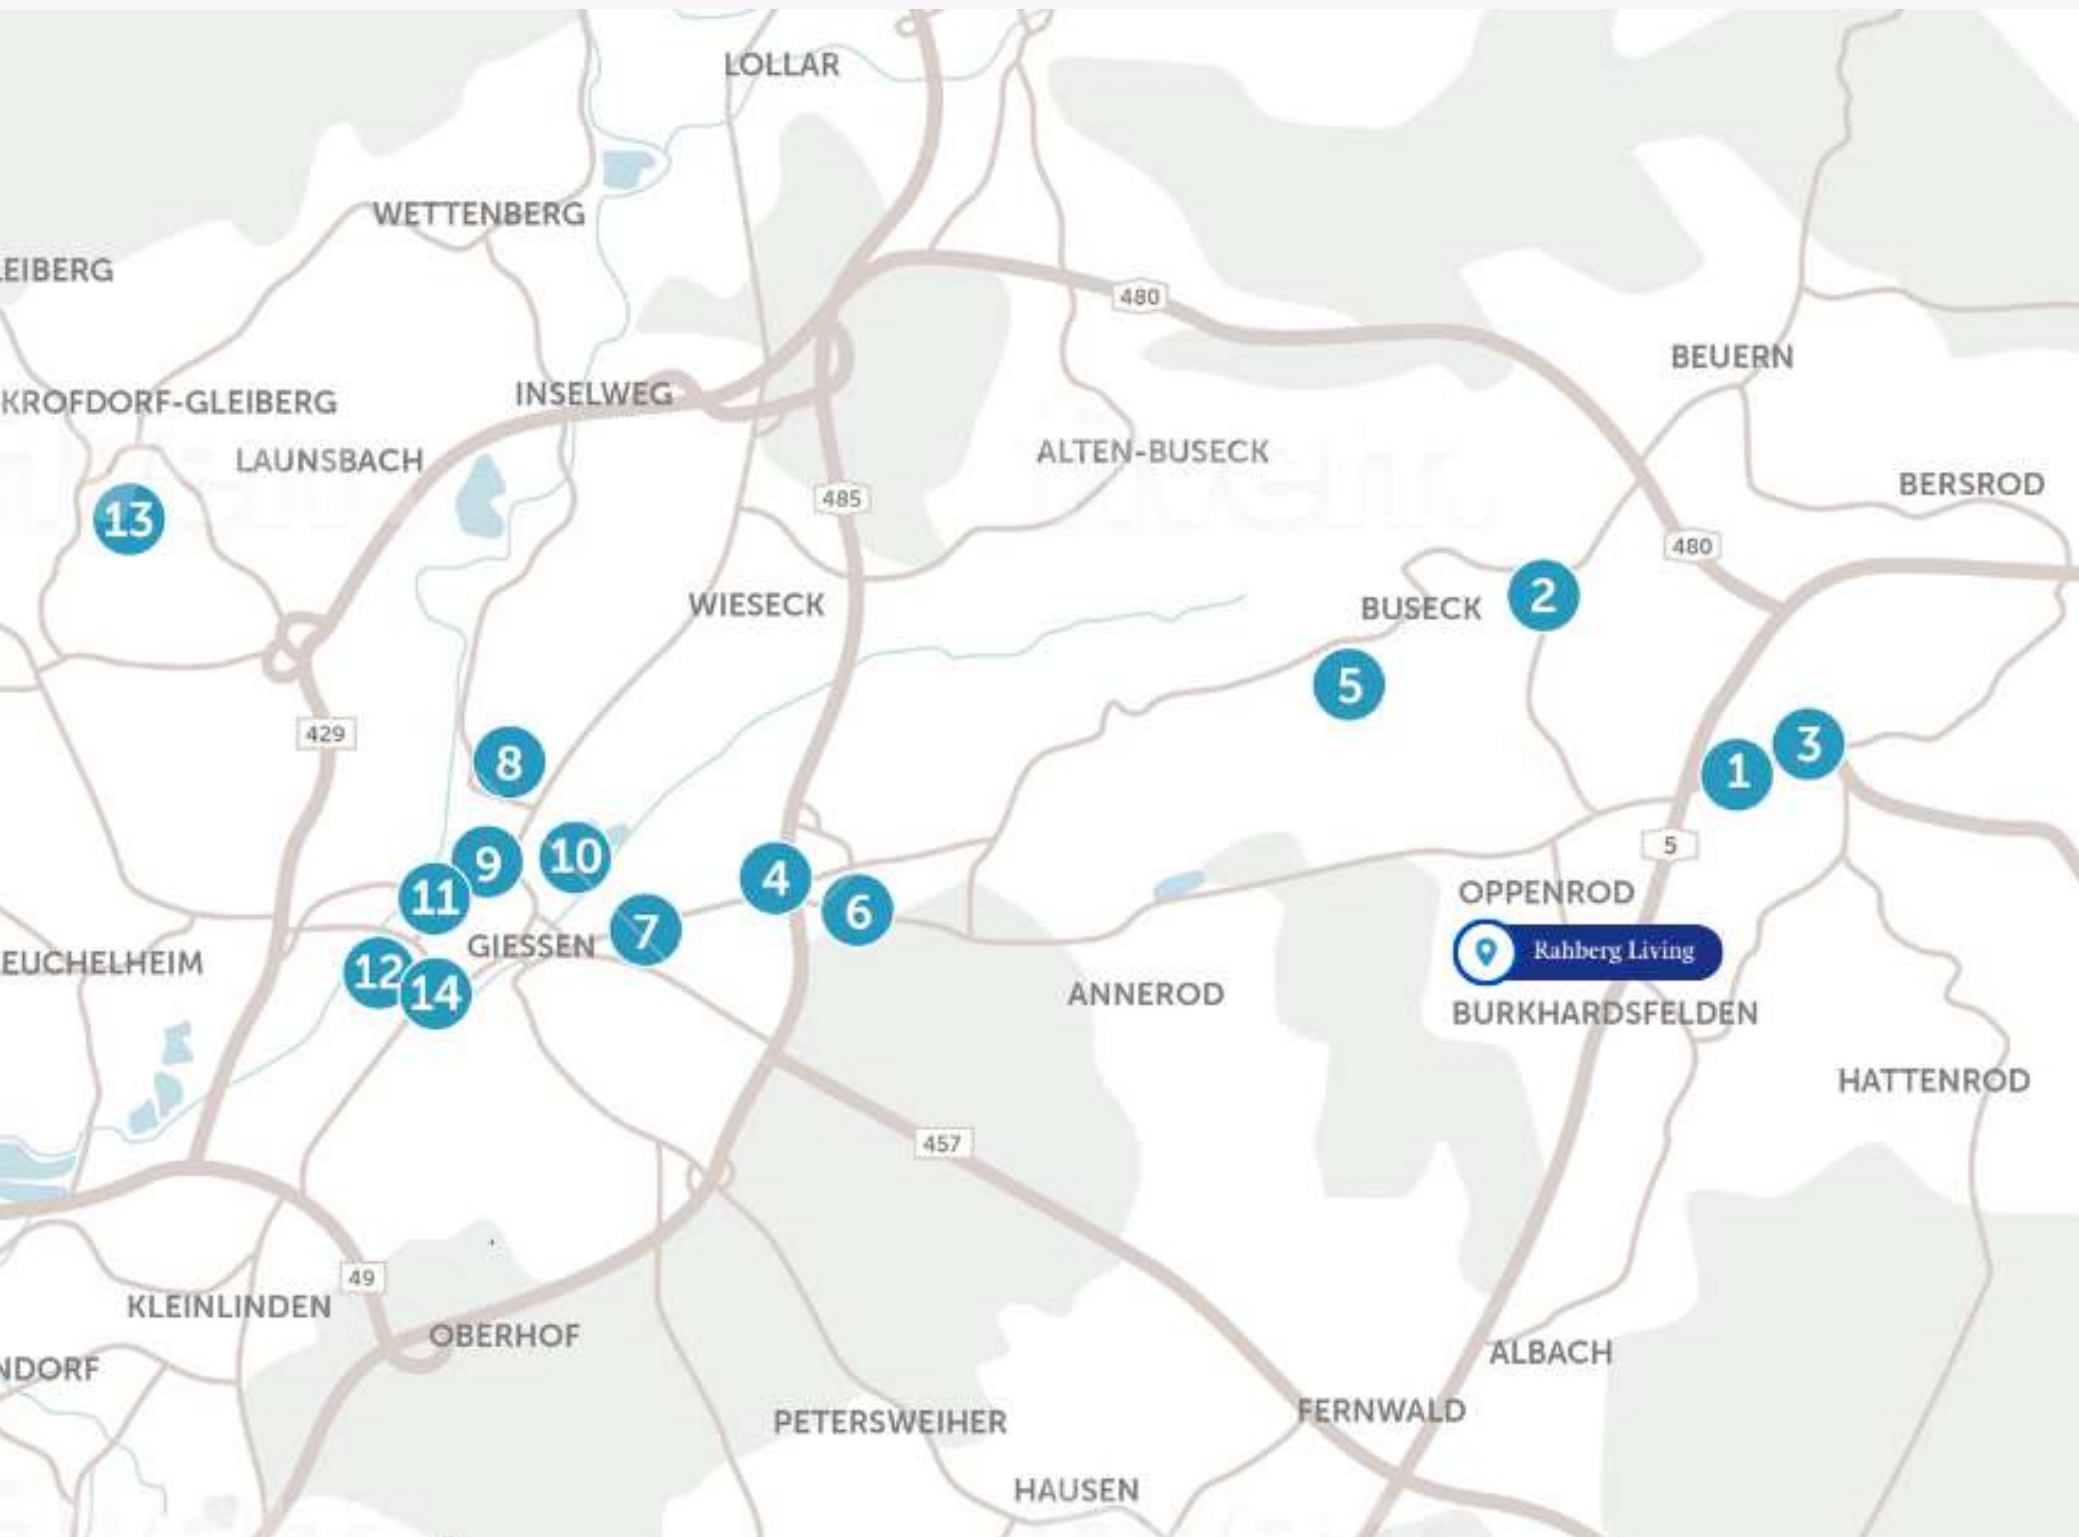 LOLLAR
WETTENBERG
EIBERG
480
BEUERN
INSELWEG
KROFDORF-GLEIBERG
ALTEN-BUSECK
LAUNSBACH
BERSROD
485
13
480
2
WIESECK
BUSECK
5
429
3
8
1
5
10
9
4
11
OPPENROD
6
7
GIESSEN
Rahberg Living
EUCHELHEIM
12
14
ANNEROD
BURKHARDSFELDEN
HATTENROD
457
49
KLEINLINDEN
OBERHOF
ALBACH
NDORF
FERNWALD
PETERSWEIHER
HAUSEN